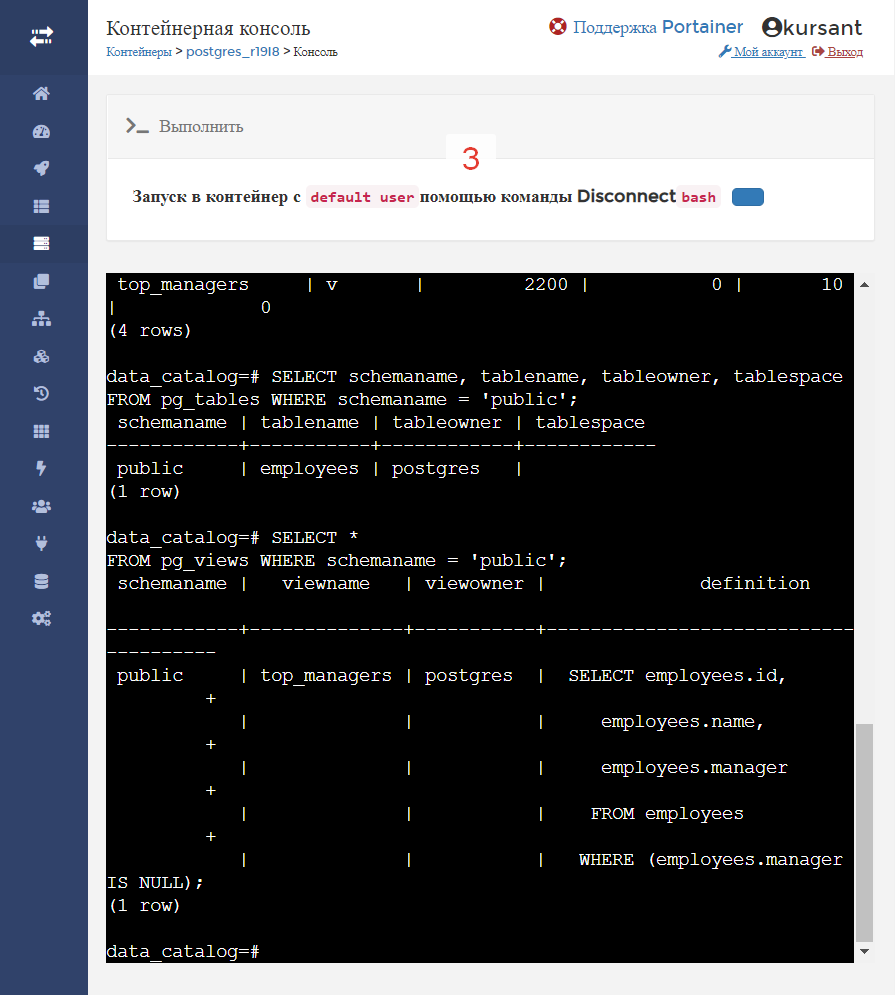 Контейнерная консоль
Поддержка Portainer
kursant
Контейнеры > postgres_r19l8 > Консоль
Мой аккаунт Выход
Выполнить
3
Запуск в контейнер с default user помощью команды Disconnect bash
top_managers | v | 2200 | 0 | 10
| 0
(4 rows)
data_catalog=# SELECT schemaname, tablename, tableowner, tablespace
FROM pg_tables WHERE schemaname = 'public';
schemaname | tablename | tableowner | tablespace
------------+-----------+-------------+------------
public | employees | postgres |
(1 row)
data_catalog=# SELECT *
FROM pg_views WHERE schemaname = 'public';
schemaname | viewname | viewowner | definition
------------+--------------+-----------+----------------------------
----------
public | top_managers | postgres | SELECT employees.id,
+
| | | employees.name,
+
| | | employees.manager
+
| | | FROM employees
+
| | | WHERE (employees.manager
IS NULL);
(1 row)
data_catalog=#